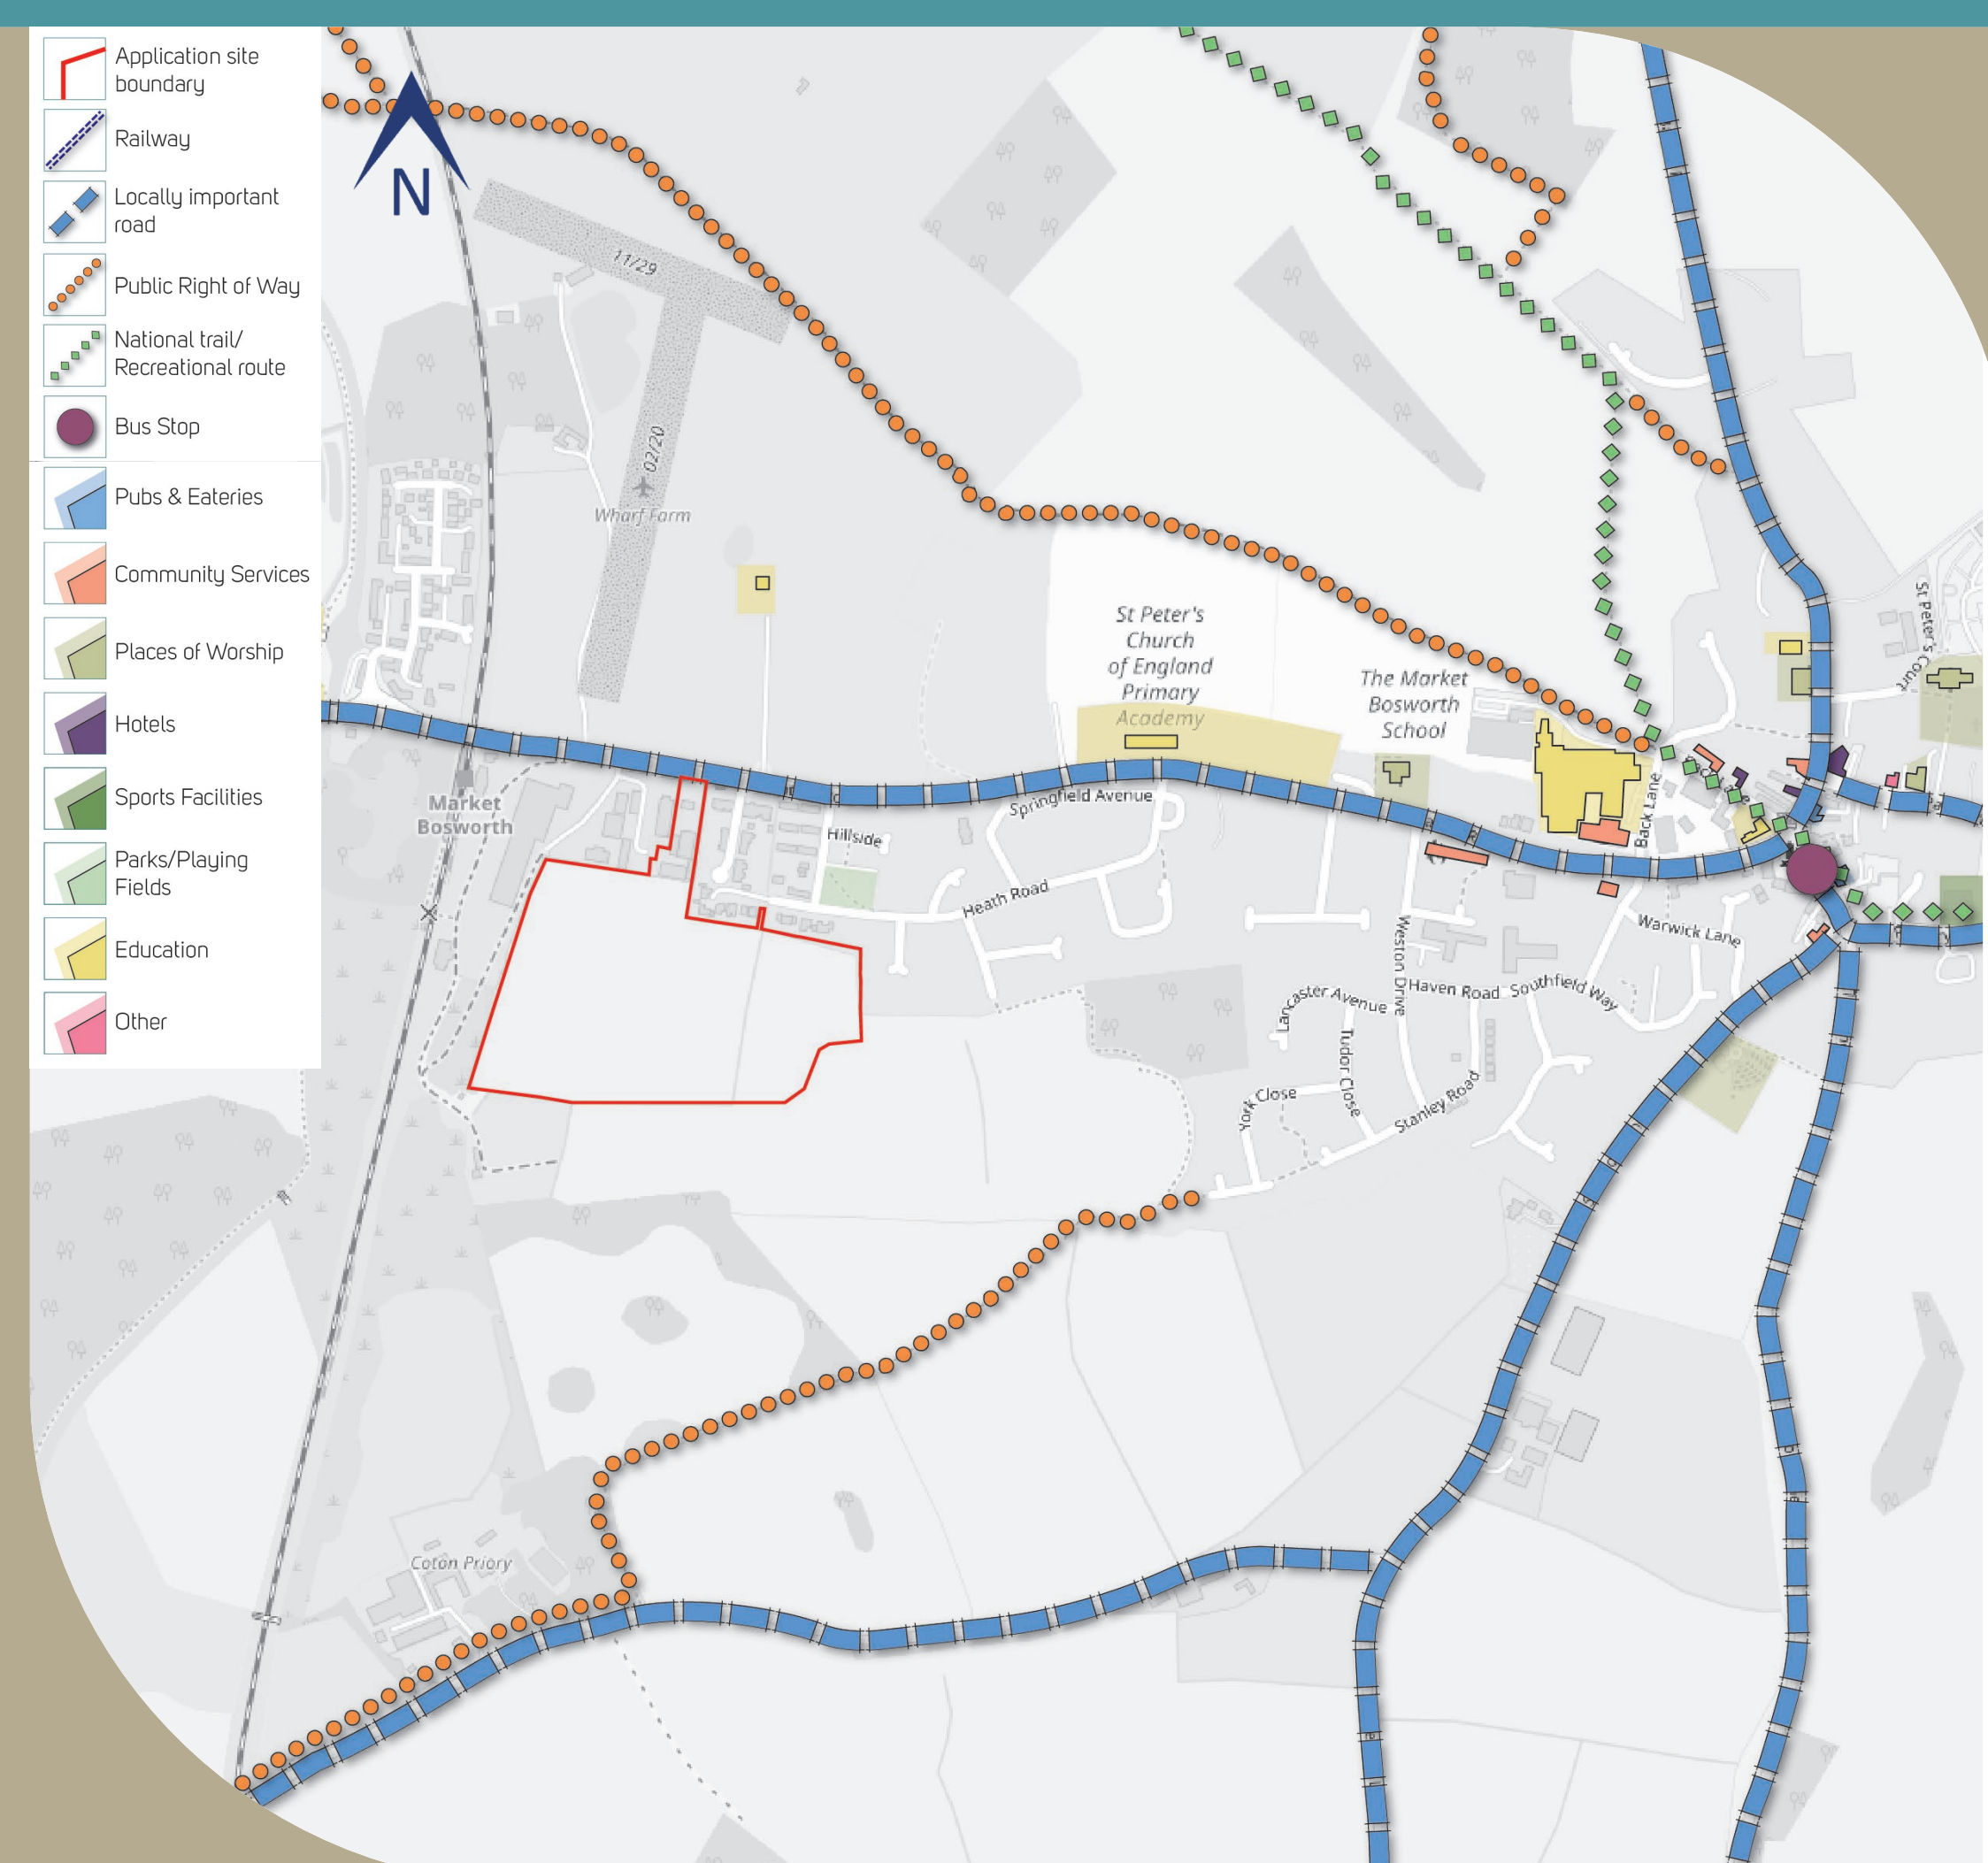 Application site
boundary
Railway
Locally important
road
Public Right of Way
National trail/
Recreational route
Bus Stop
Pubs & Eateries
Community Services
Places of Worship
Hotels
Sports Facilities
Parks/Playing
Fields
Education
Other
N
11/29
02/20
Wharf Farm
St Peter's
Church
of England
Primary
Academy
The Market
Bosworth
School
St Peter's Court
Market
Bosworth
Springfield Avenue
Hillside
Heath Road
Back Lane
Warwick Lane
Weston Drive
Haven Road
Southfield Way
Lancaster Avenue
Tudor Close
York Close
Stanley Road
Coton Priory